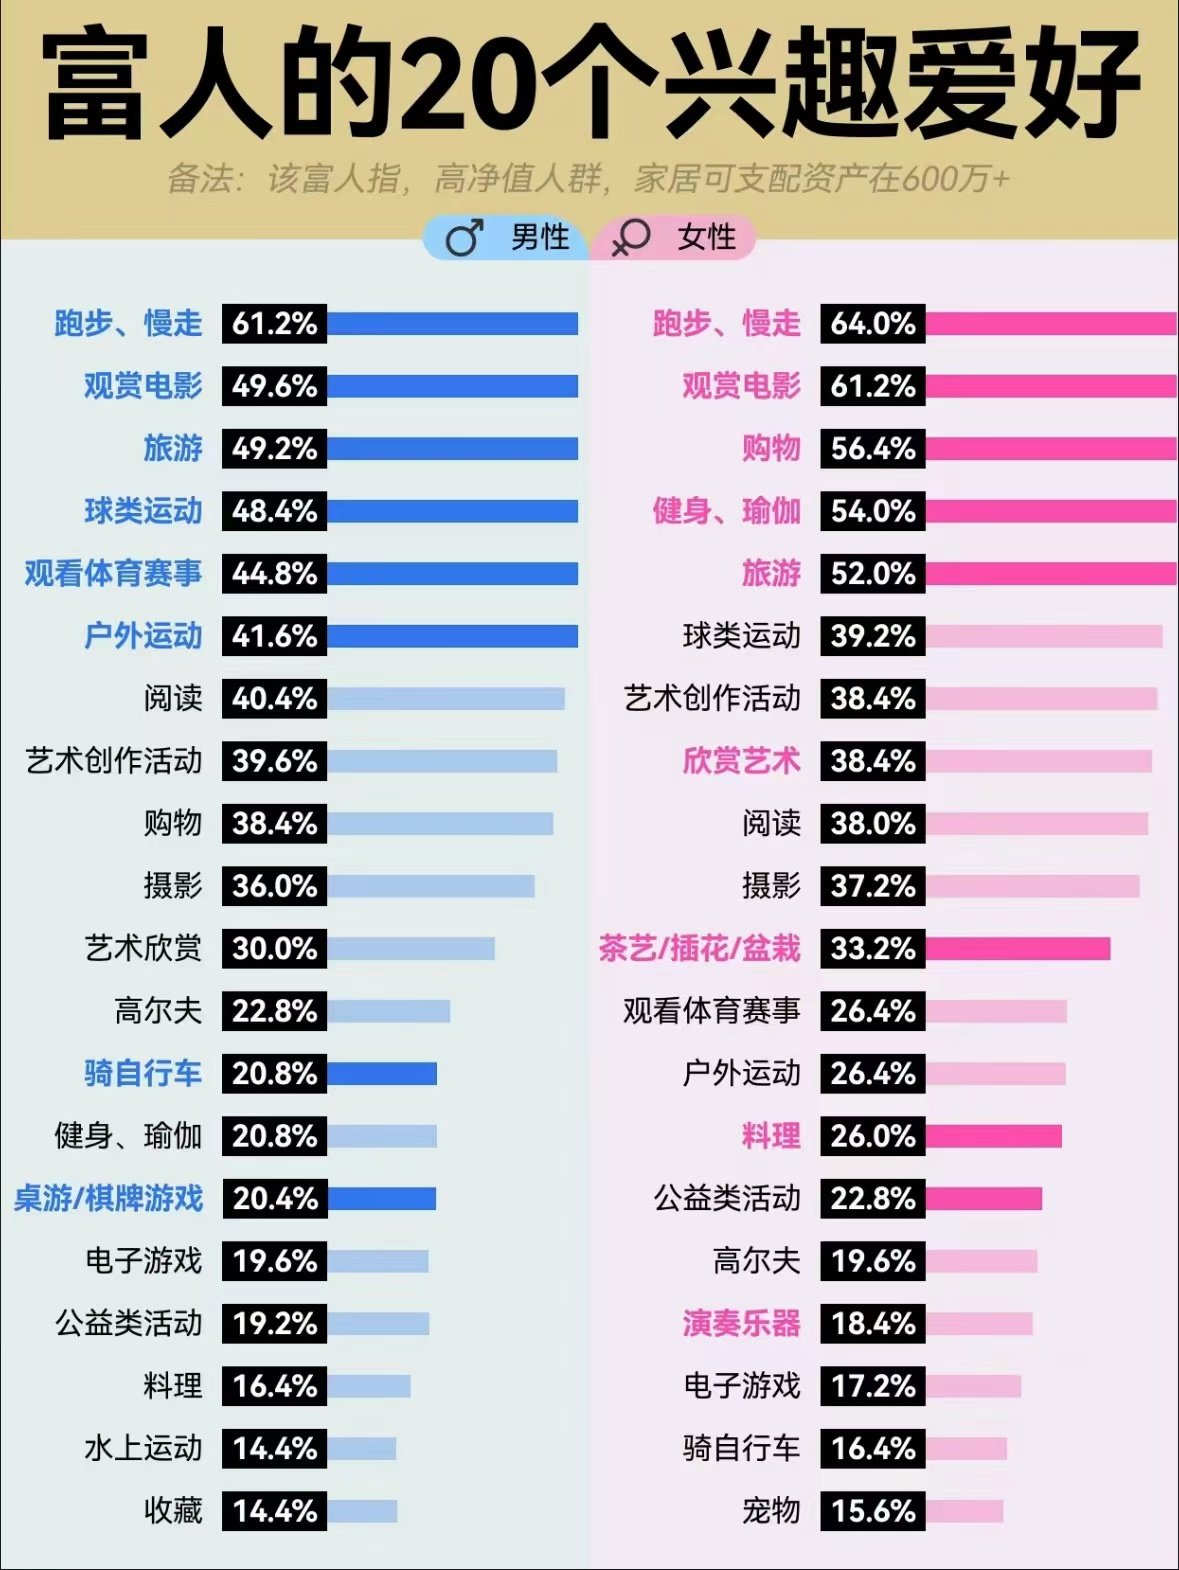 富人的20个兴趣爱好
备法：该富人指，高净值人群，家居可支配资产在600万+
男性
跑步、慢走 61.2%
观赏电影 49.6%
旅游 49.2%
球类运动 48.4%
观看体育赛事 44.8%
户外运动 41.6%
阅读 40.4%
艺术创作活动 39.6%
购物 38.4%
摄影 36.0%
艺术欣赏 30.0%
高尔夫 22.8%
骑自行车 20.8%
健身、瑜伽 20.8%
桌游/棋牌游戏 20.4%
电子游戏 19.6%
公益类活动 19.2%
料理 16.4%
水上运动 14.4%
收藏 14.4%
女性
跑步、慢走 64.0%
观赏电影 61.2%
购物 56.4%
健身、瑜伽 54.0%
旅游 52.0%
球类运动 39.2%
艺术创作活动 38.4%
欣赏艺术 38.4%
阅读 38.0%
摄影 37.2%
茶艺/插花/盆栽 33.2%
观看体育赛事 26.4%
户外运动 26.4%
料理 26.0%
公益类活动 22.8%
高尔夫 19.6%
演奏乐器 18.4%
电子游戏 17.2%
骑自行车 16.4%
宠物 15.6%